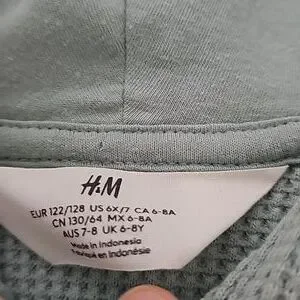 H&M
EUR 122/128 US 6X/7 CA 6-8A
CN 130/64 MX 6-8A
AUS 7-8 UK 6-8Y
Made in Indonesia
Fabriqué en Indonésie